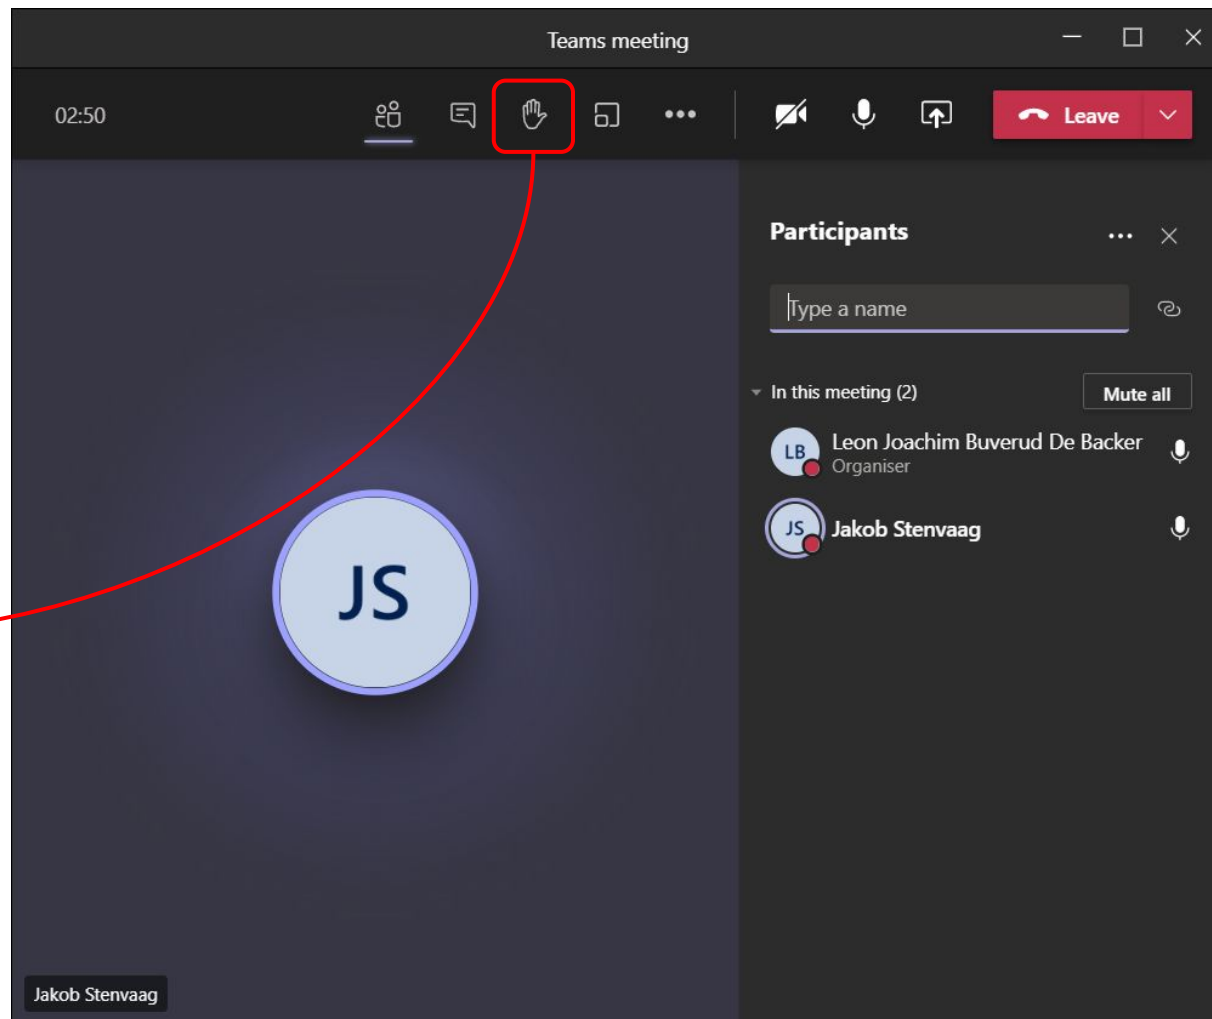 Teams meeting
02:50
Leave
Participants
Type a name
In this meeting (2)
Mute all
LB
Leon Joachim Buverud De Backer
Organiser
JS
Jakob Stenvaag
JS
Jakob Stenvaag